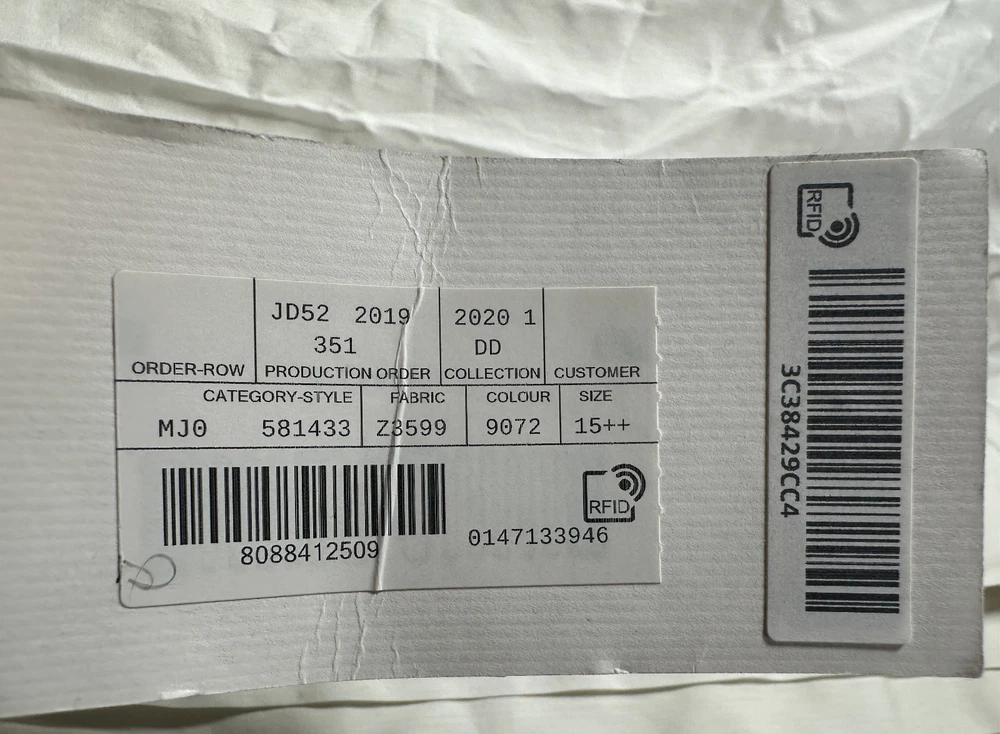 JD52 2019 2020 1
351 DD
ORDER-ROW PRODUCTION ORDER COLLECTION CUSTOMER
CATEGORY-STYLE FABRIC COLOUR SIZE
MJ0 581433 Z3599 9072 15++
RFID
8088412509 0147133946
RFID
3C38429CC4